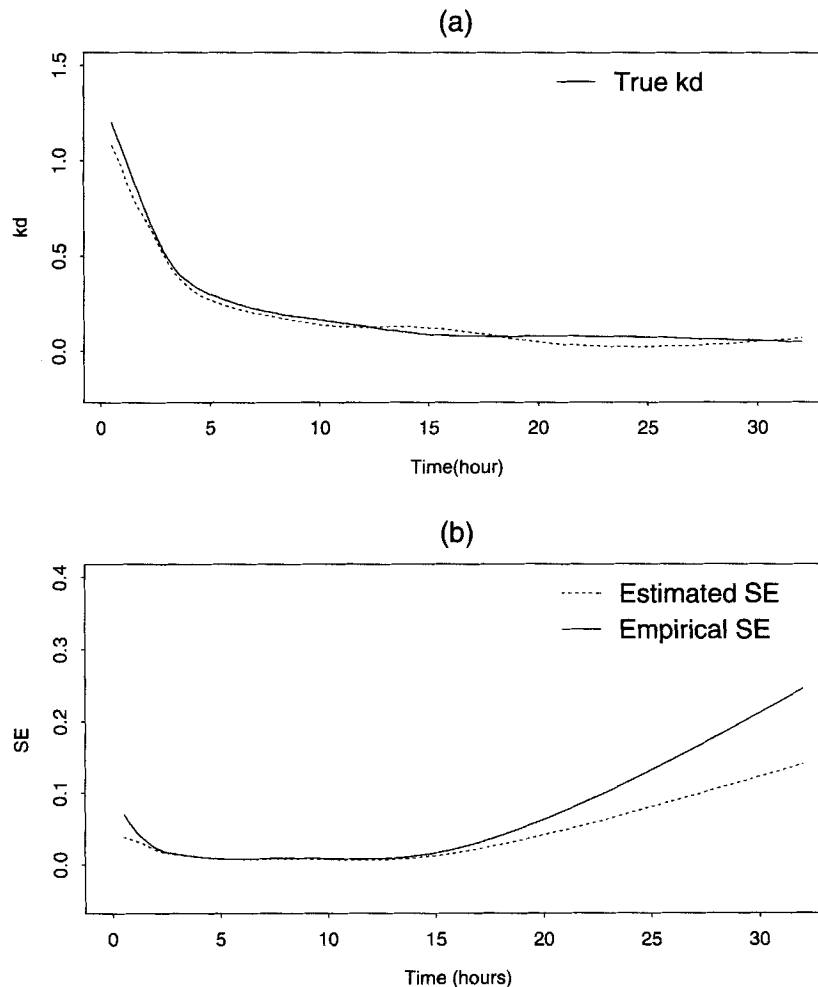 (a)
True kd
1.5
1.0
0.5
0.0
kd
0 5 10 15 20 25 30
Time(hour)
(b)
Estimated SE
Empirical SE
0.4
0.3
0.2
0.1
0.0
SE
0 5 10 15 20 25 30
Time (hours)